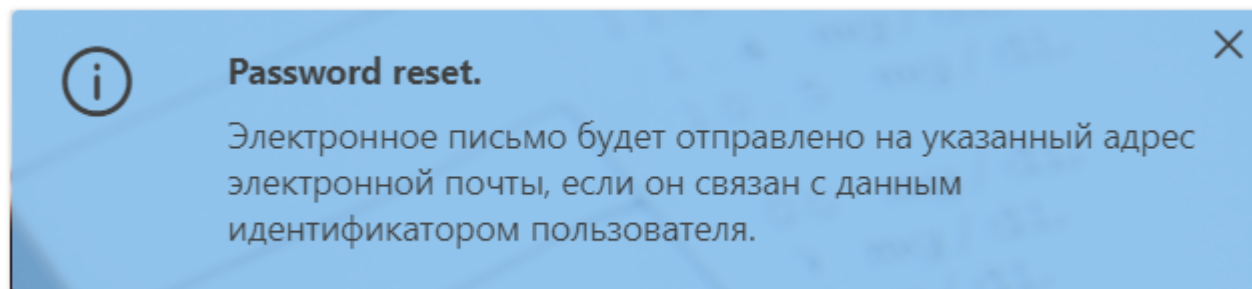 Password reset.
Электронное письмо будет отправлено на указанный адрес
электронной почты, если он связан с данным
идентификатором пользователя.